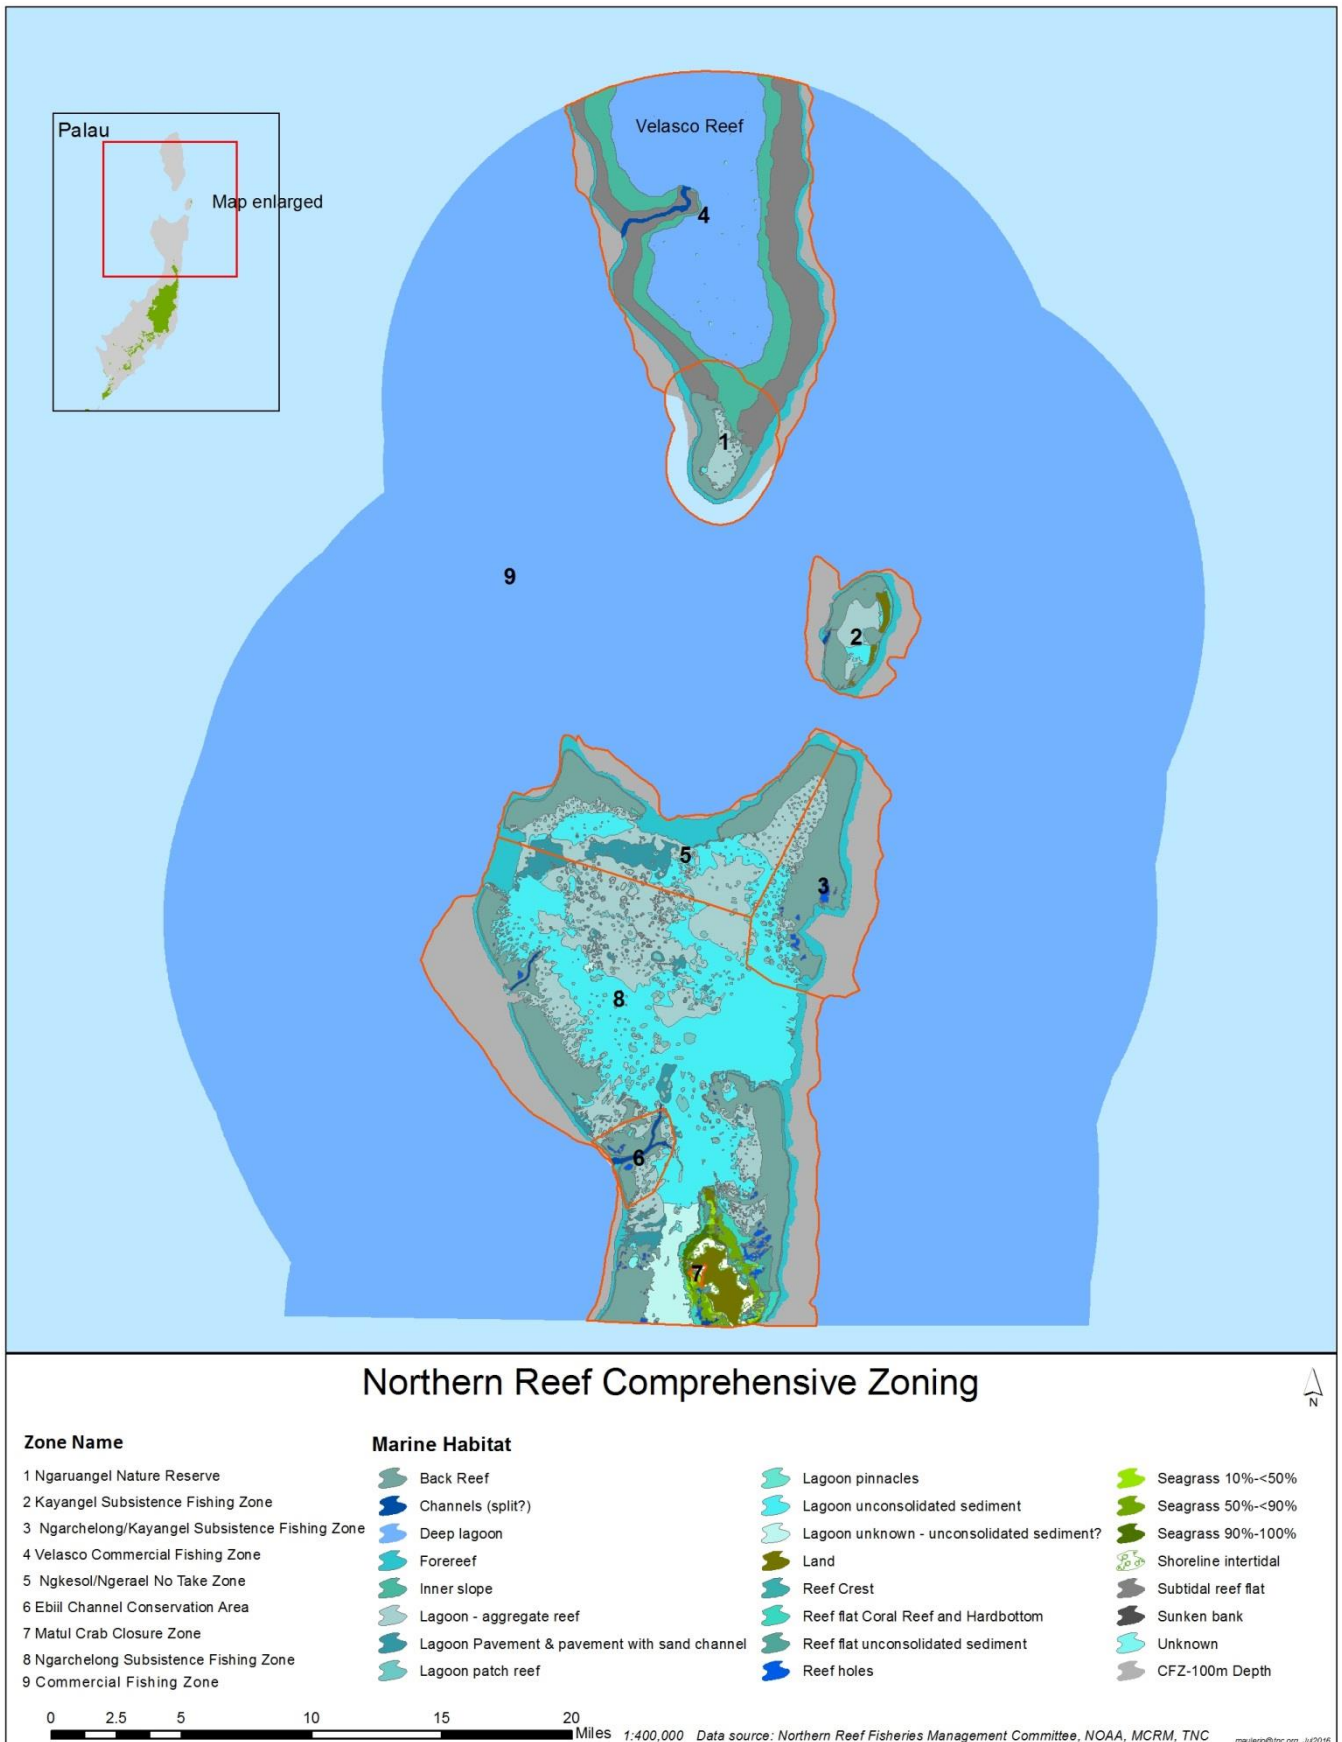 Palau
Map enlarged
Velasco Reef
4
1
9
2
5
3
8
6
7
Northern Reef Comprehensive Zoning
N
Zone Name
1 Ngaruangel Nature Reserve
2 Kayangel Subsistence Fishing Zone
3 Ngarchelong/Kayangel Subsistence Fishing Zone
4 Velasco Commercial Fishing Zone
5 Ngkesol/Ngerael No Take Zone
6 Ebiil Channel Conservation Area
7 Matul Crab Closure Zone
8 Ngarchelong Subsistence Fishing Zone
9 Commercial Fishing Zone
Marine Habitat
Back Reef
Channels (split?)
Deep lagoon
Forereef
Inner slope
Lagoon - aggregate reef
Lagoon Pavement & pavement with sand channel
Lagoon patch reef
Lagoon pinnacles
Lagoon unconsolidated sediment
Lagoon unknown - unconsolidated sediment?
Land
Reef Crest
Reef flat Coral Reef and Hardbottom
Reef flat unconsolidated sediment
Reef holes
Seagrass 10%-<50%
Seagrass 50%-<90%
Seagrass 90%-100%
Shoreline intertidal
Subtidal reef flat
Sunken bank
Unknown
CFZ-100m Depth
0 2.5 5 10 15 20
Miles 1:400,000 Data source: Northern Reef Fisheries Management Committee, NOAA, MCRM, TNC